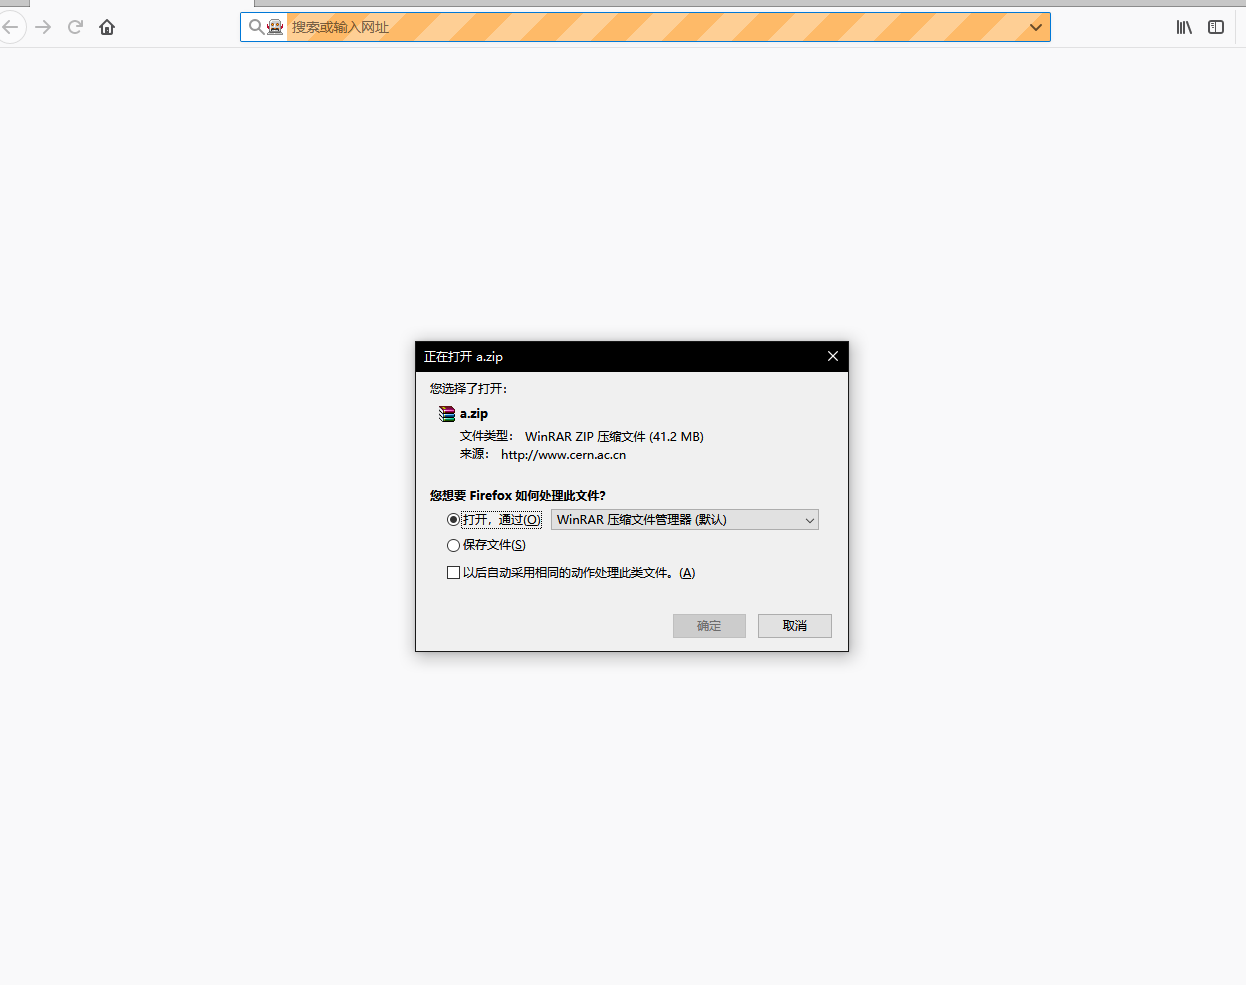 搜索或输入网址
正在打开 a.zip
您选择了打开：
a.zip
文件类型： WinRAR ZIP 压缩文件 (41.2 MB)
来源： http://www.cern.ac.cn
您想要 Firefox 如何处理此文件?
打开，通过(O) WinRAR 压缩文件管理器 (默认)
保存文件(S)
以后自动采用相同的动作处理此类文件。(A)
确定 取消